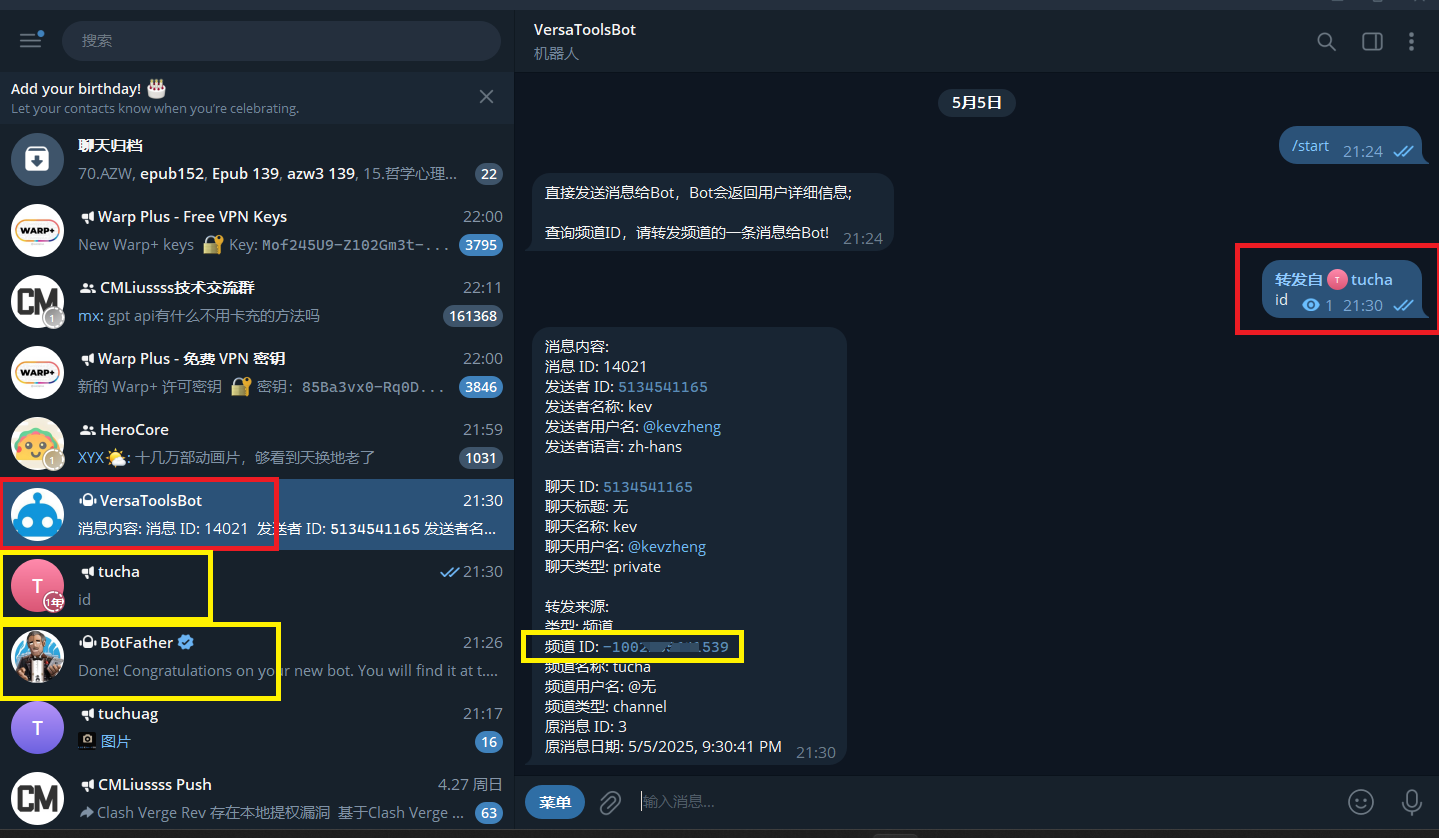 搜索
Add your birthday! 🎂
Let your contacts know when you’re celebrating.
聊天归档
70.AZW, epub152, Epub 139, azw3 139, 15.哲学心理...
22
WARP+
Warp Plus - Free VPN Keys
22:00
New Warp+ keys 🔐 Key: Mof245U9-Z102Gm3t-...
3795
CM
CMLiussss技术交流群
22:11
mx: gpt api有什么不用卡充的方法吗
161368
1
WARP+
Warp Plus - 免费 VPN 密钥
22:00
新的 Warp+ 许可密钥 🔐 密钥: 85Ba3vx0-Rq0D...
3846
HeroCore
21:59
XYX🌤: 十几万部动画片，够看到天换地老了
1031
1
VersaToolsBot
21:30
消息内容: 消息 ID: 14021 发送者 ID: 5134541165 发送者名...
T
tucha
21:30
id
1年
BotFather
21:26
Done! Congratulations on your new bot. You will find it at t....
T
tuchuag
21:17
图片
16
CM
CMLiussss Push
4.27 周日
Clash Verge Rev 存在本地提权漏洞 基于Clash Verge ...
63
VersaToolsBot
机器人
5月5日
/start 21:24
直接发送消息给Bot，Bot会返回用户详细信息;
查询频道ID，请转发频道的一条消息给Bot! 21:24
转发自 T tucha
id 1 21:30
消息内容:
消息 ID: 14021
发送者 ID: 5134541165
发送者名称: kev
发送者用户名: @kevzheng
发送者语言: zh-hans
聊天 ID: 5134541165
聊天标题: 无
聊天名称: kev
聊天用户名: @kevzheng
聊天类型: private
转发来源:
类型: 频道
频道 ID:
频道名称: tucha
频道用户名: @无
频道类型: channel
原消息 ID: 3
原消息日期: 5/5/2025, 9:30:41 PM 21:30
菜单
输入消息...